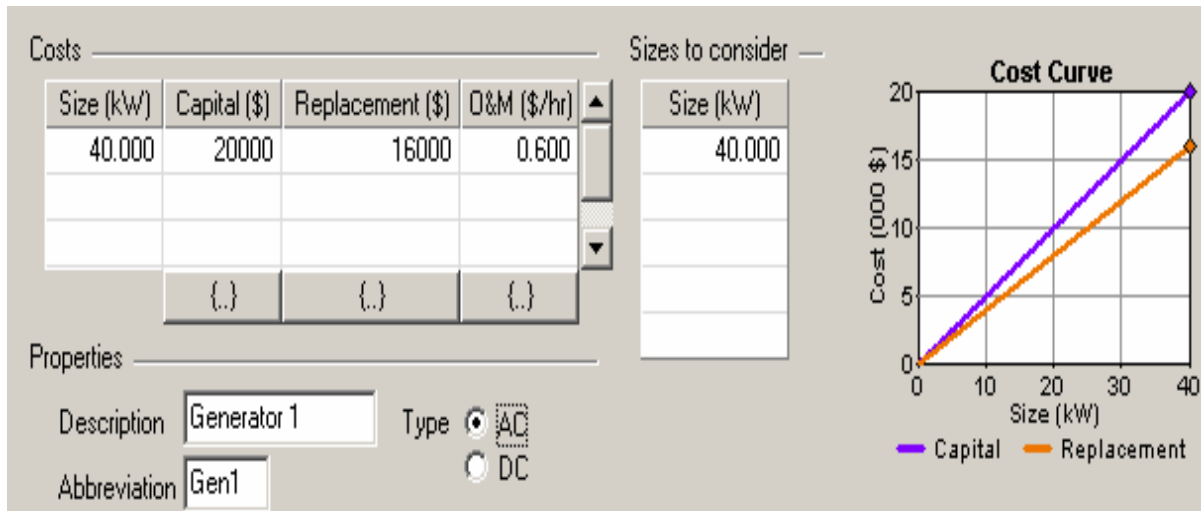 Costs
Size (kW) Capital ($) Replacement ($) O&M ($/hr)
40.000 20000 16000 0.600
{..} {..} {..}
Sizes to consider
Size (kW)
40.000
Cost Curve
Cost (000 $)
20
15
10
5
0
0 10 20 30 40
Size (kW)
Capital Replacement
Properties
Description Generator 1 Type AC
DC
Abbreviation Gen1